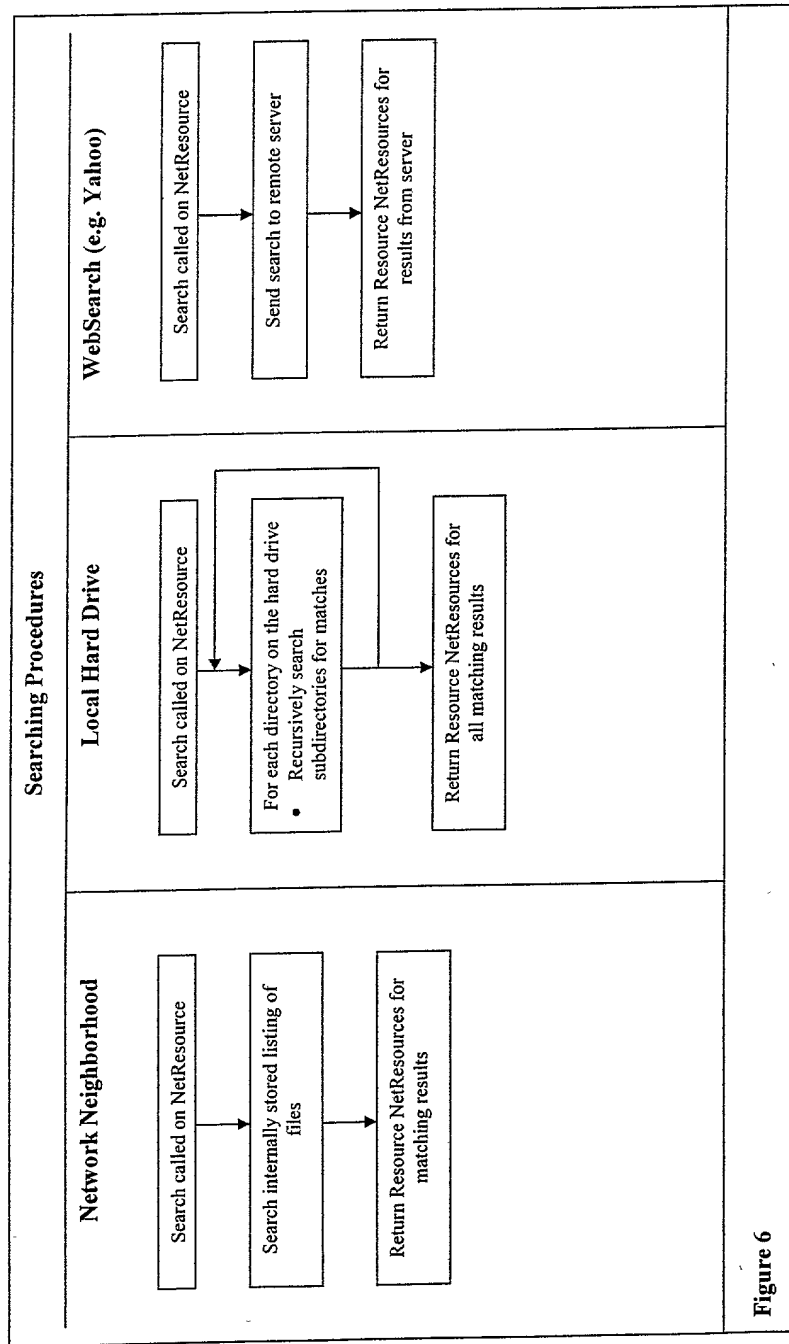 Searching Procedures
Network Neighborhood
Search called on NetResource
Search internally stored listing of
files
Return Resource NetResources for
matching results
Local Hard Drive
Search called on NetResource
For each directory on the hard drive
• Recursively search
subdirectories for matches
Return Resource NetResources for
all matching results
WebSearch (e.g. Yahoo)
Search called on NetResource
Send search to remote server
Return Resource NetResources for
results from server
Figure 6